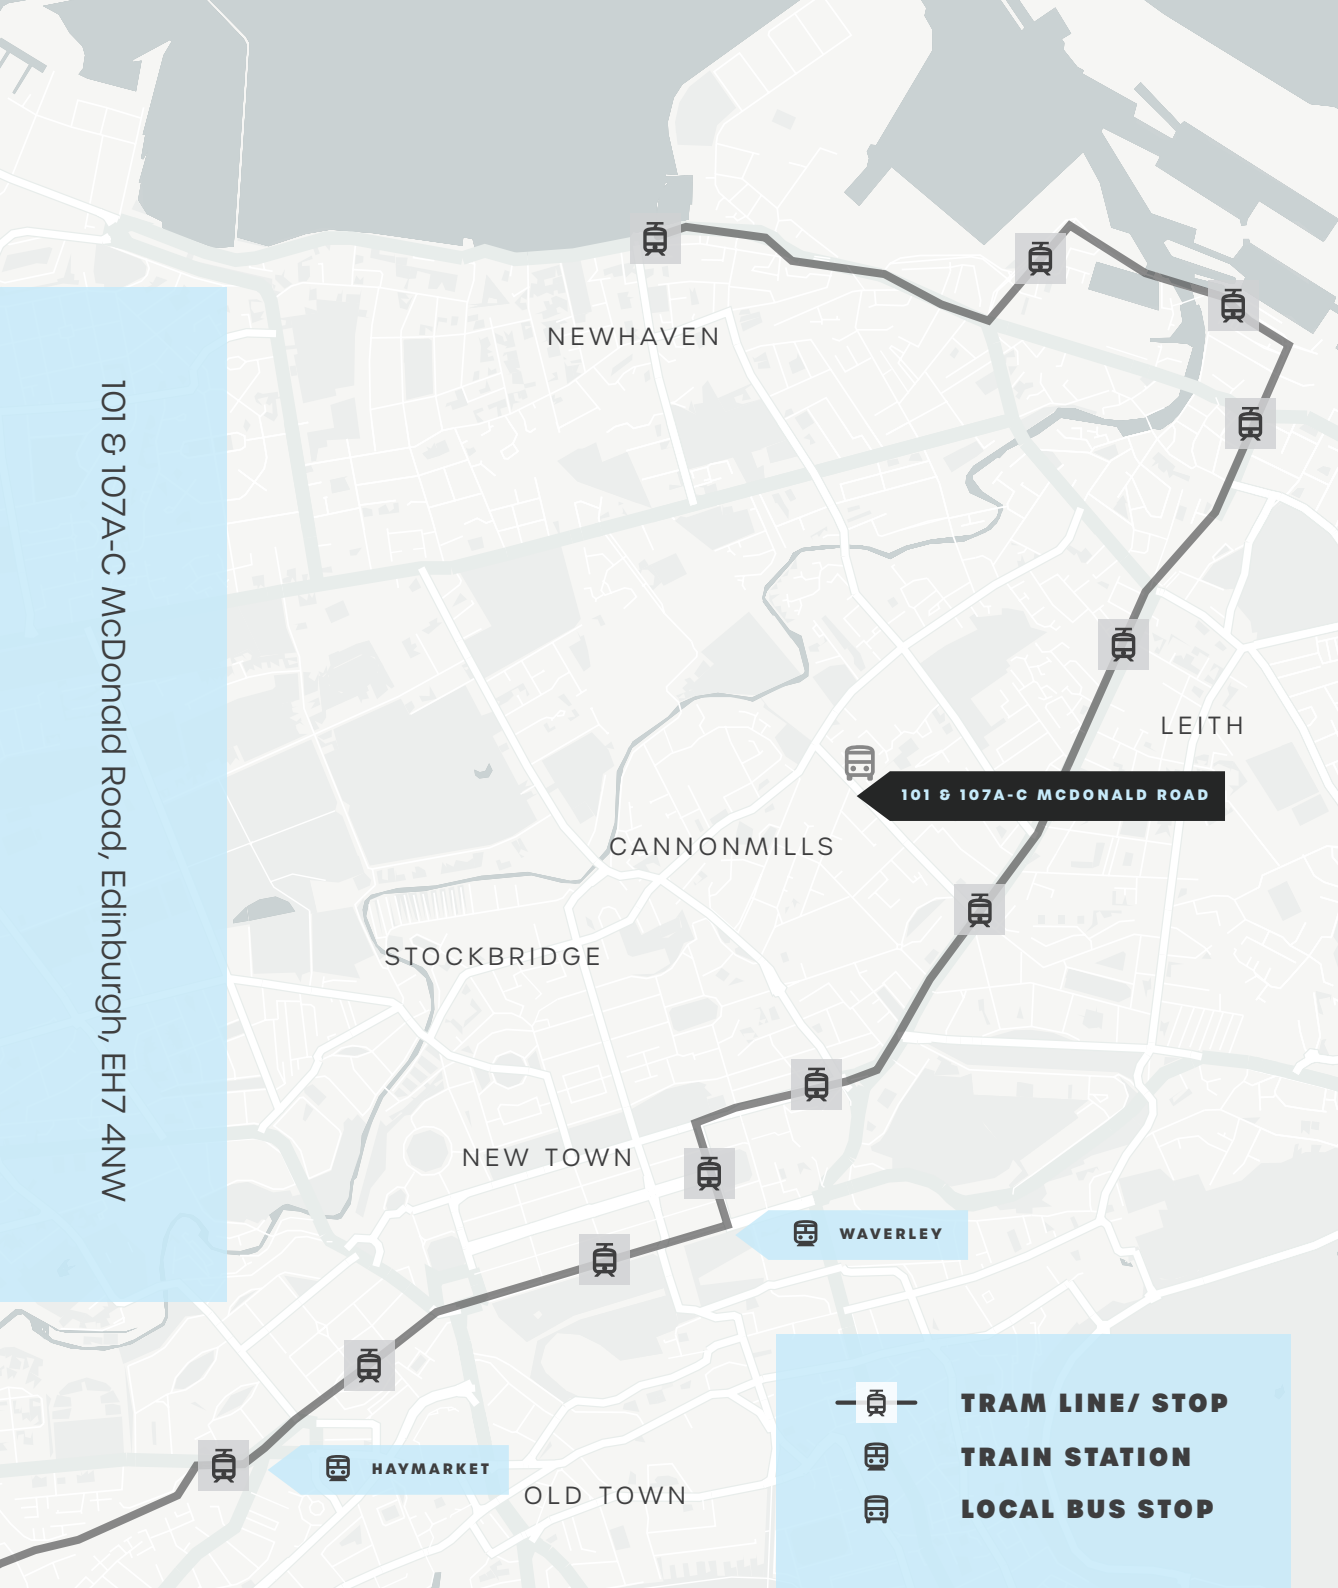 NEWHAVEN
101 & 107A-C McDonald Road, Edinburgh, EH7 4NW
LEITH
101 & 107A-C MCDONALD ROAD
CANNONMILLS
STOCKBRIDGE
NEW TOWN
WAVERLEY
HAYMARKET
OLD TOWN
TRAM LINE/ STOP
TRAIN STATION
LOCAL BUS STOP